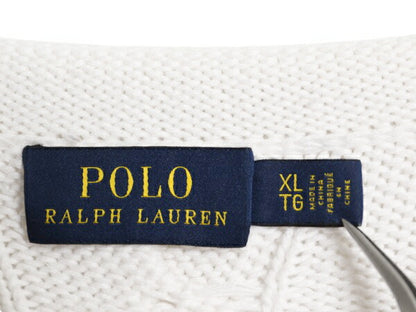 POLO
RALPH LAUREN
XL
TG
MADE IN
CHINA
FABRIQUÉ
EN
CHINE